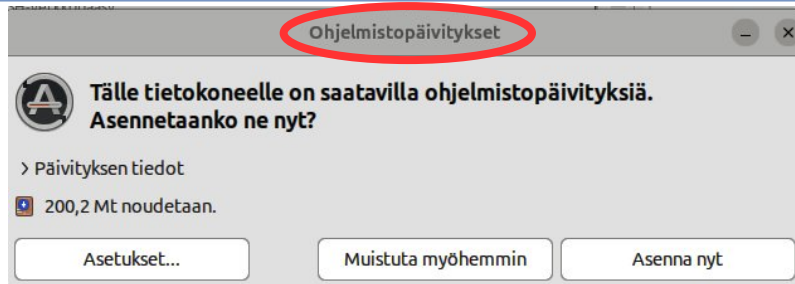 Ohjelmistopäivitykset
Tälle tietokoneelle on saatavilla ohjelmistopäivityksiä.
Asennetaanko ne nyt?
Päivityksen tiedot
200,2 Mt noudetaan.
Asetukset...
Muistuta myöhemmin
Asenna nyt